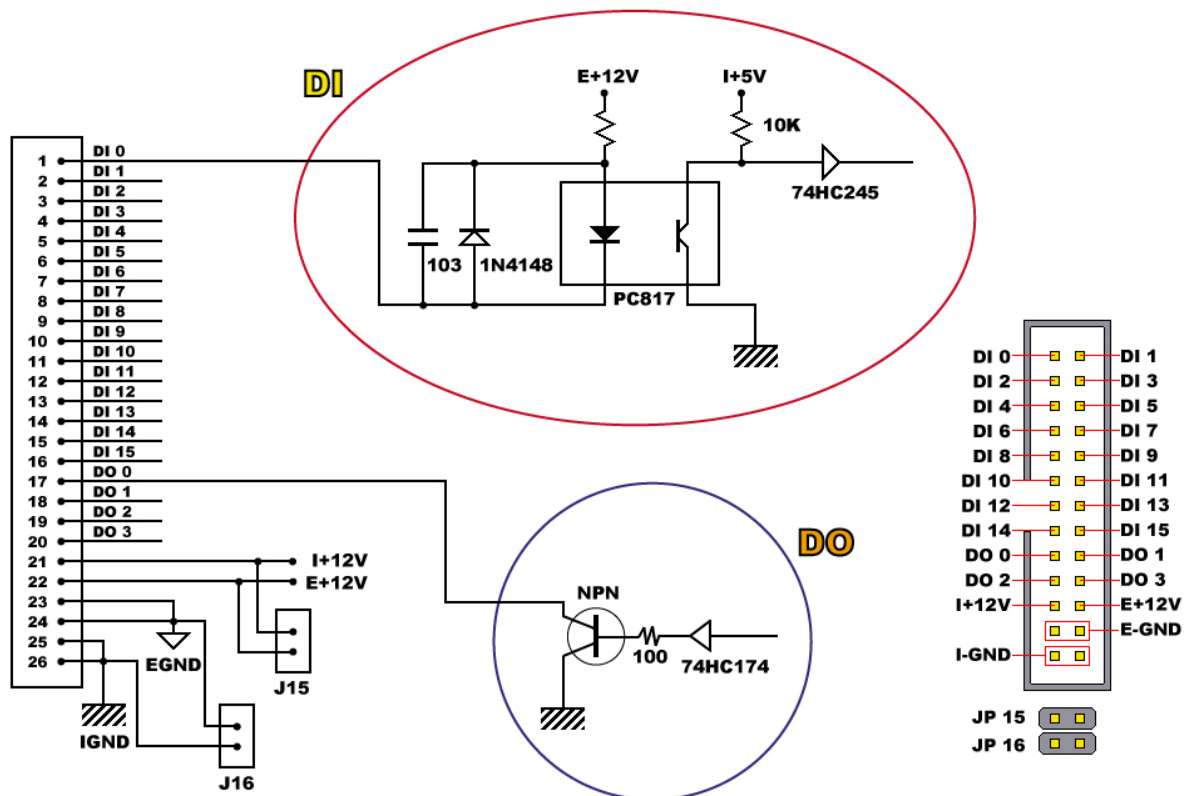 DI
E+12V
I+5V
10K
74HC245
103
1N4148
PC817
1 DI 0
2 DI 1
3 DI 2
4 DI 3
5 DI 4
6 DI 5
7 DI 6
8 DI 7
9 DI 8
10 DI 9
11 DI 10
12 DI 11
13 DI 12
14 DI 13
15 DI 14
16 DI 15
17 DO 0
18 DO 1
19 DO 2
20 DO 3
21 I+12V
22 E+12V
23
24
25
26
EGND
IGND
J15
J16
DO
NPN
100
74HC174
DI 0 DI 1
DI 2 DI 3
DI 4 DI 5
DI 6 DI 7
DI 8 DI 9
DI 10 DI 11
DI 12 DI 13
DI 14 DI 15
DO 0 DO 1
DO 2 DO 3
I+12V E+12V
E-GND
I-GND
JP 15
JP 16